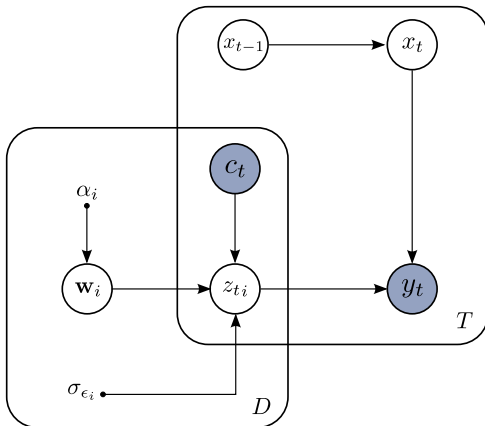 x_{t−1}
x_t
c_t
α_i
w_i
z_{ti}
y_t
T
σ_{ϵ_i}
D